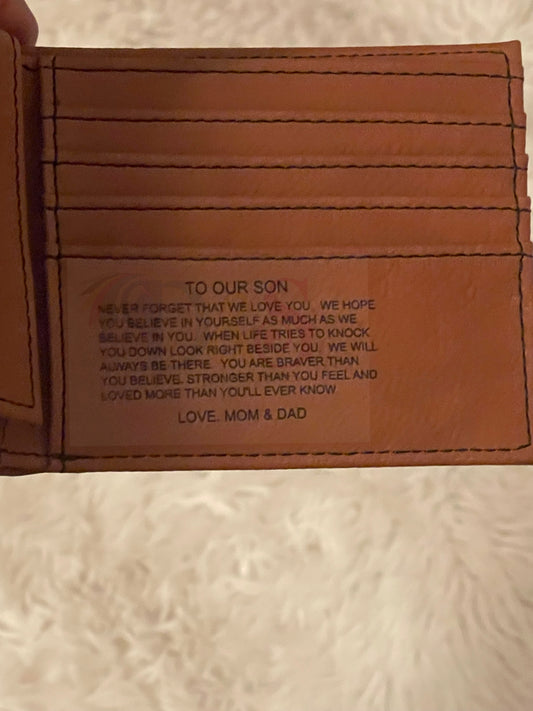 TO OUR SON
NEVER FORGET THAT WE LOVE YOU. WE HOPE
YOU BELIEVE IN YOURSELF AS MUCH AS WE
BELIEVE IN YOU. WHEN LIFE TRIES TO KNOCK
YOU DOWN LOOK RIGHT BESIDE YOU, WE WILL
ALWAYS BE THERE. YOU ARE BRAVER THAN
YOU BELIEVE, STRONGER THAN YOU FEEL AND
LOVED MORE THAN YOU'LL EVER KNOW
LOVE, MOM & DAD